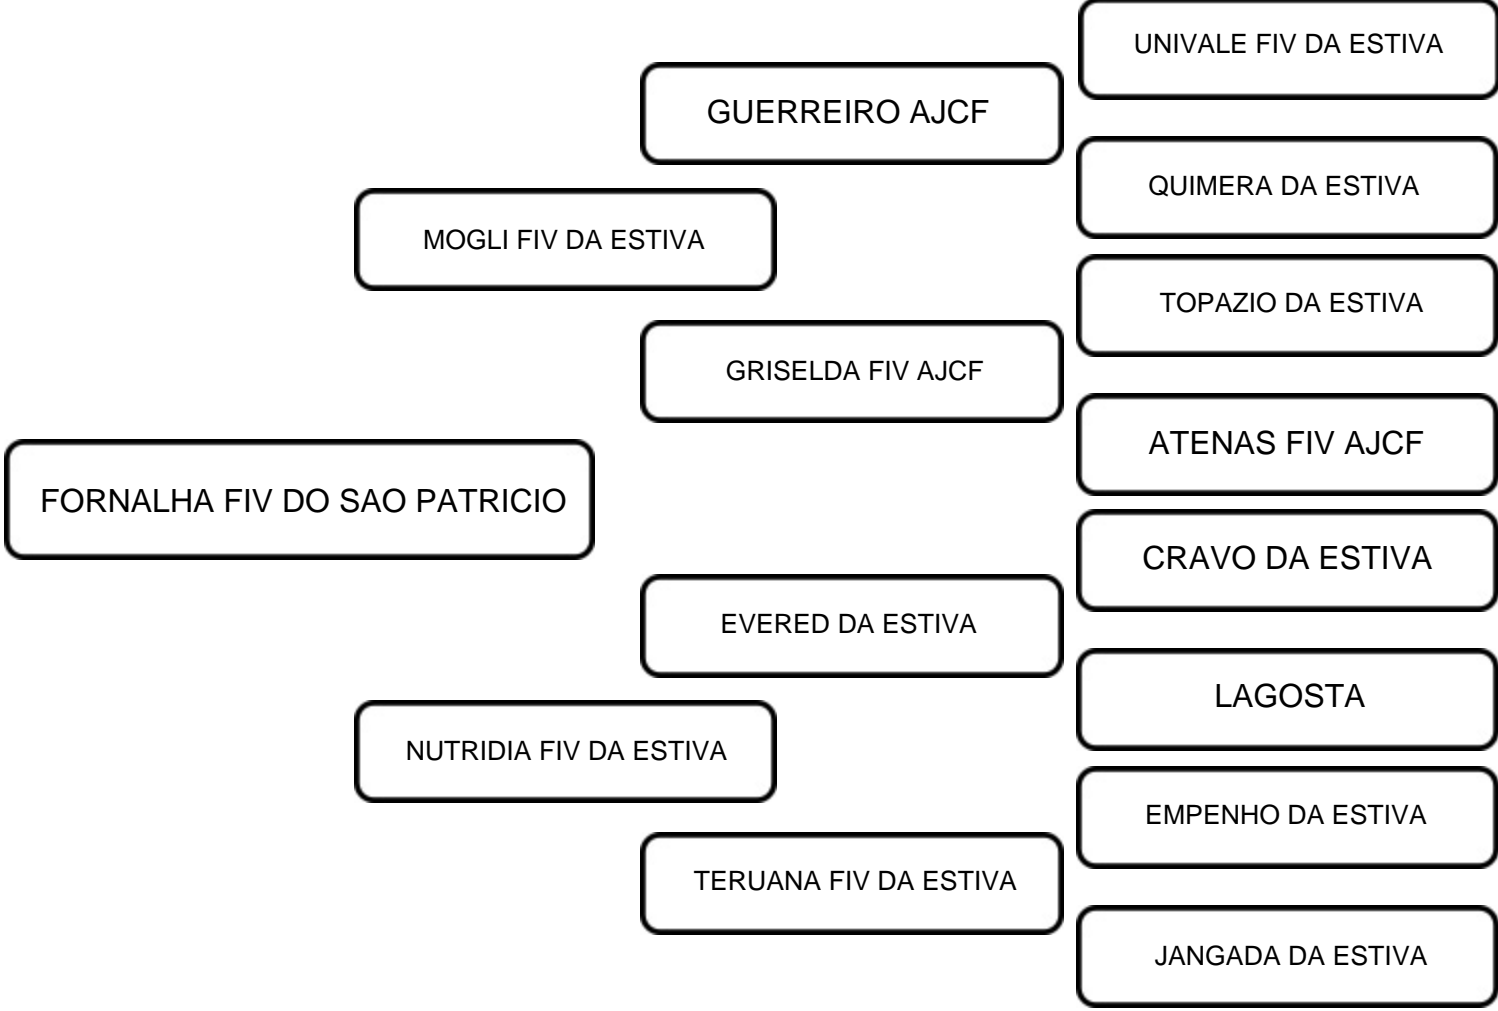 UNIVALE FIV DA ESTIVA
GUERREIRO AJCF
QUIMERA DA ESTIVA
MOGLI FIV DA ESTIVA
TOPAZIO DA ESTIVA
GRISELDA FIV AJCF
ATENAS FIV AJCF
FORNALHA FIV DO SAO PATRICIO
CRAVO DA ESTIVA
EVERED DA ESTIVA
LAGOSTA
NUTRIDIA FIV DA ESTIVA
EMPENHO DA ESTIVA
TERUANA FIV DA ESTIVA
JANGADA DA ESTIVA